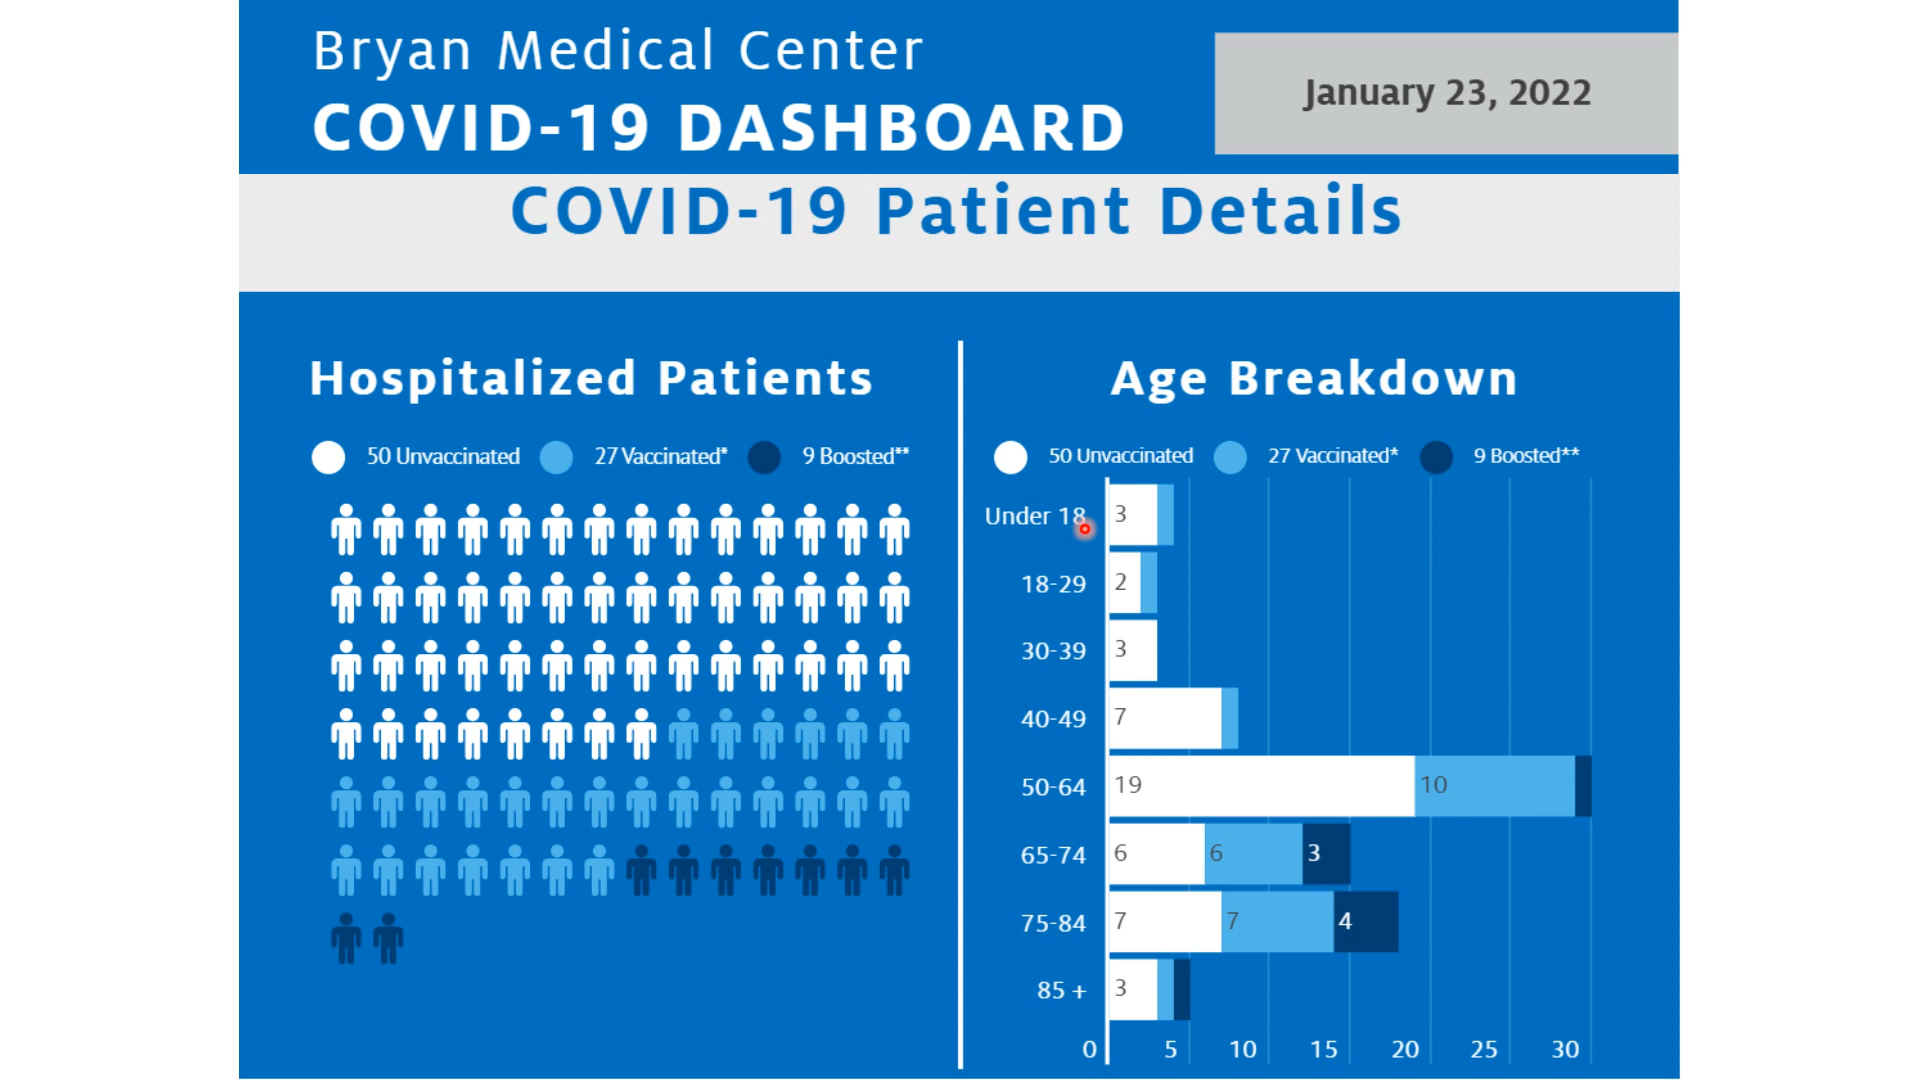 Bryan Medical Center
COVID-19 DASHBOARD
January 23, 2022
COVID-19 Patient Details
Hospitalized Patients
50 Unvaccinated 27 Vaccinated* 9 Boosted**
Age Breakdown
50 Unvaccinated 27 Vaccinated* 9 Boosted**
Under 18 3
18-29 2
30-39 3
40-49 7
50-64 19 10
65-74 6 6 3
75-84 7 7 4
85 + 3
0 5 10 15 20 25 30